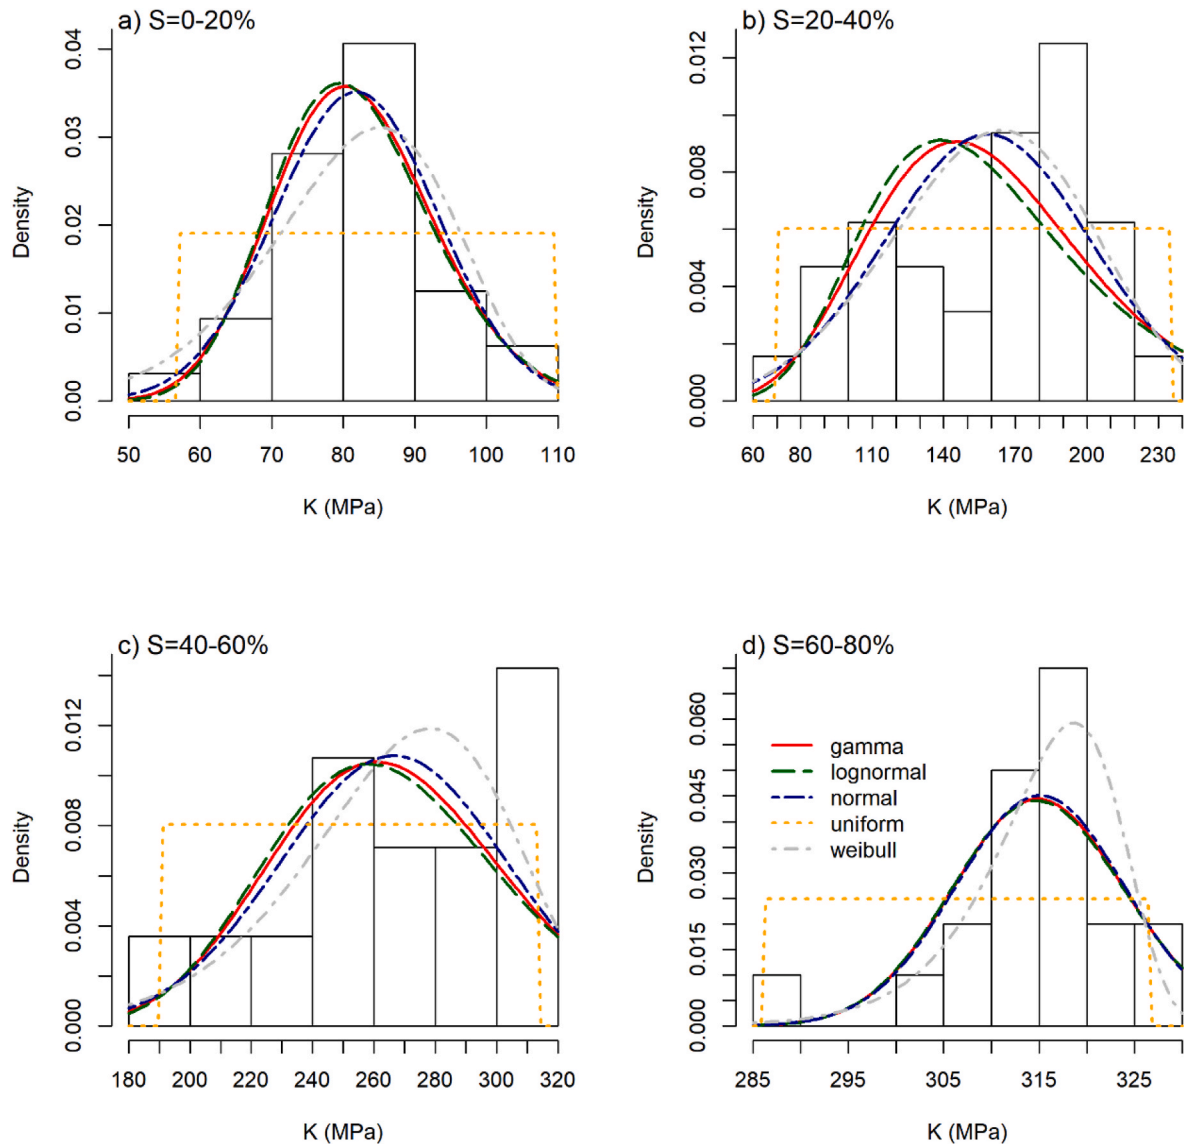 a) S=0-20%
Density
0.00 0.01 0.02 0.03 0.04
50 60 70 80 90 100 110
K (MPa)
b) S=20-40%
Density
0.000 0.004 0.008 0.012
60 80 110 140 170 200 230
K (MPa)
c) S=40-60%
Density
0.000 0.004 0.008 0.012
180 200 220 240 260 280 300 320
K (MPa)
d) S=60-80%
Density
0.000 0.015 0.030 0.045 0.060
gamma
lognormal
normal
uniform
weibull
285 295 305 315 325
K (MPa)